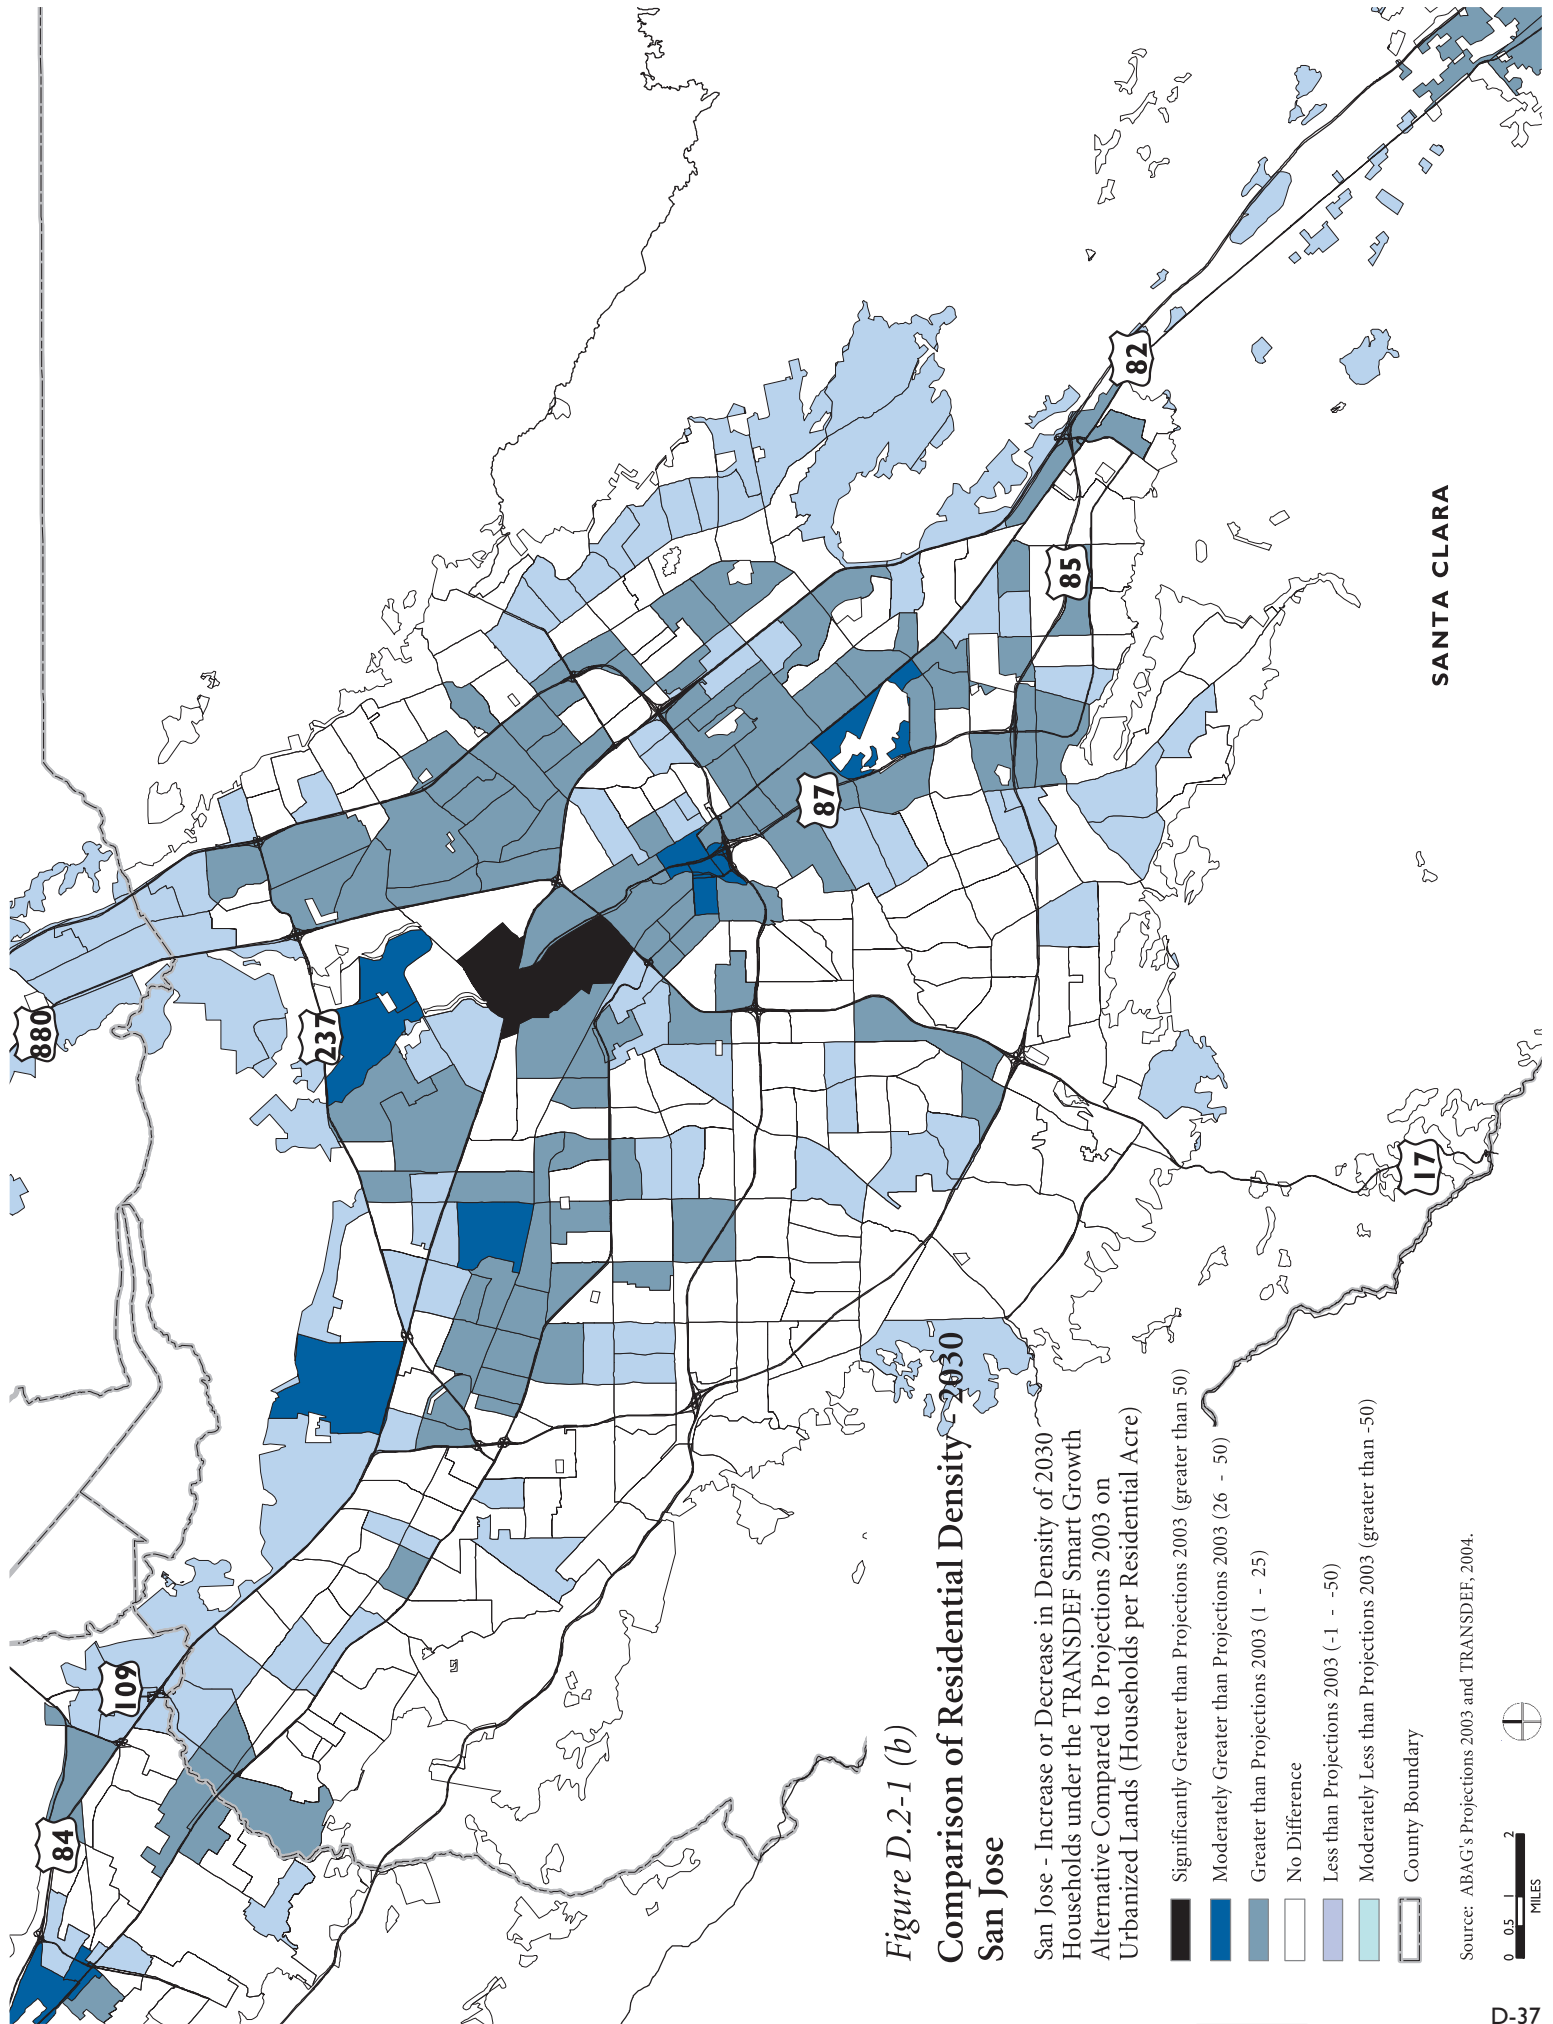 880
237
84
109
87
82
85
17
SANTA CLARA
Figure D.2-1 (b)
Comparison of Residential Density - 2030
San Jose
San Jose - Increase or Decrease in Density of 2030
Households under the TRANSDEF Smart Growth
Alternative Compared to Projections 2003 on
Urbanized Lands (Households per Residential Acre)
Significantly Greater than Projections 2003 (greater than 50)
Moderately Greater than Projections 2003 (26 - 50)
Greater than Projections 2003 (1 - 25)
No Difference
Less than Projections 2003 (-1 - -50)
Moderately Less than Projections 2003 (greater than -50)
County Boundary
Source: ABAG's Projections 2003 and TRANSDEF, 2004.
0 0.5 1 2
MILES
D-37